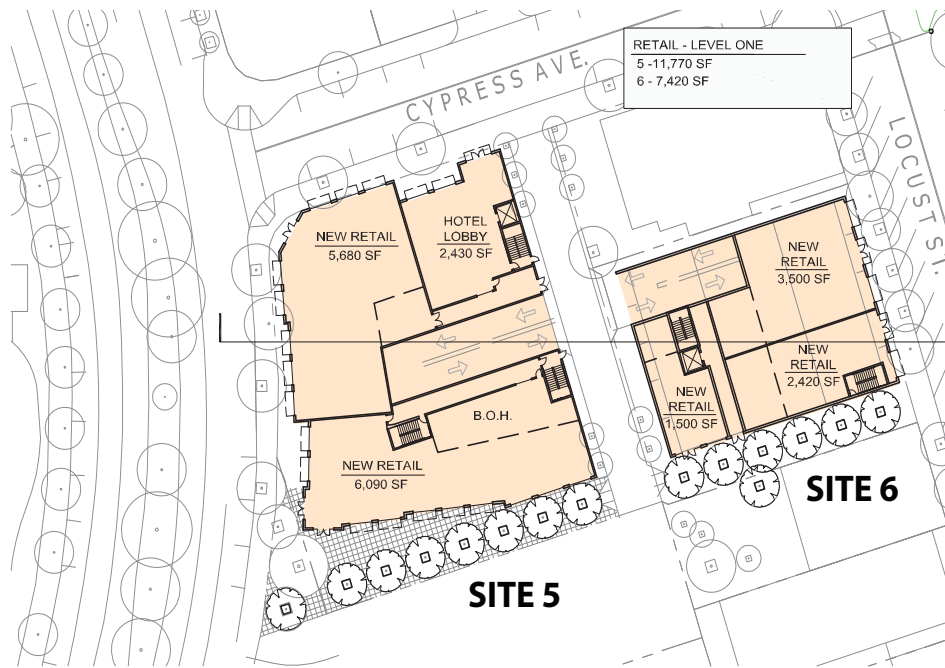 RETAIL - LEVEL ONE
5 -11,770 SF
6 - 7,420 SF
CYPRESS AVE.
LOCUST ST.
NEW RETAIL
5,680 SF
HOTEL
LOBBY
2,430 SF
NEW
RETAIL
3,500 SF
NEW
RETAIL
2,420 SF
NEW
RETAIL
1,500 SF
B.O.H.
NEW RETAIL
6,090 SF
SITE 6
SITE 5